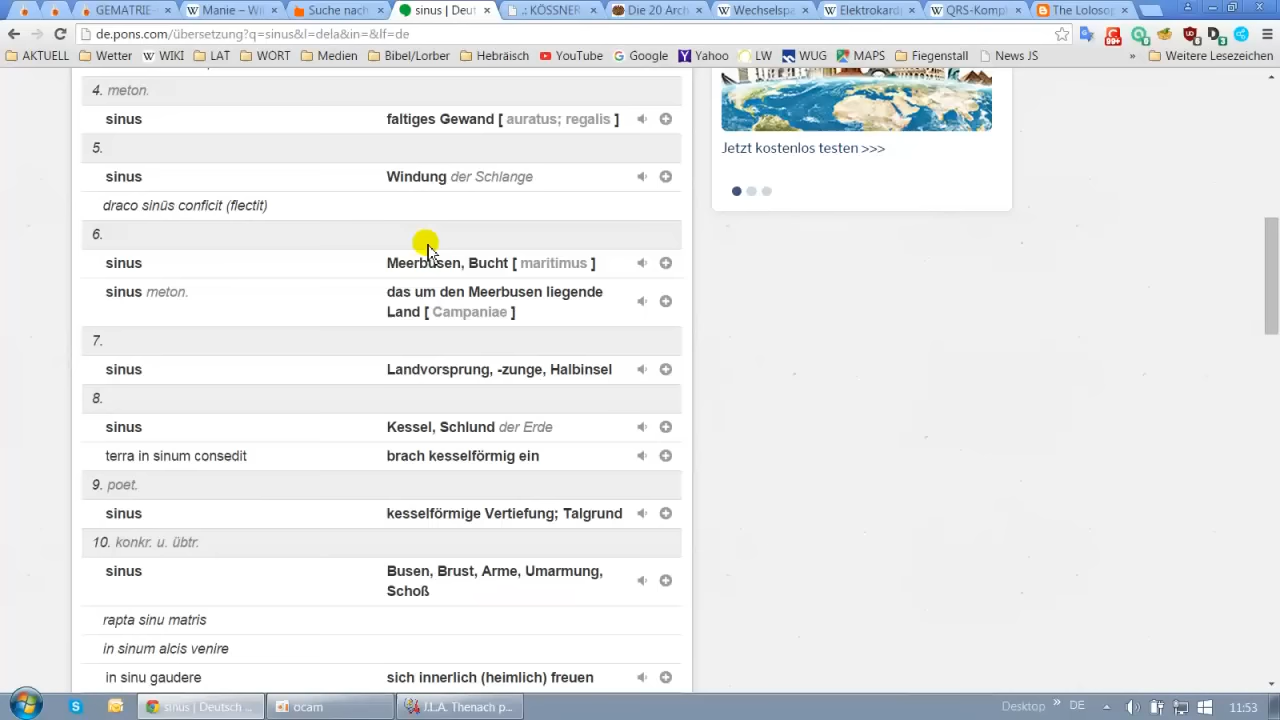 GEMATRIE-
Manie – Wi
Suche nach
sinus | Deut
.: KÖSSNER
Die 20 Arch
Wechselspa
Elektrokard
QRS-Kompl
The Lolosop
de.pons.com/übersetzung?q=sinus&l=dela&in=&lf=de
AKTUELL
Wetter
WIKI
LAT
WORT
Medien
Bibel/Lorber
Hebräisch
YouTube
Google
Yahoo
LW
WUG
MAPS
Fiegenstall
News JS
»
Weitere Lesezeichen
4. meton.
sinus
faltiges Gewand [ auratus; regalis ]
5.
sinus
Windung der Schlange
draco sinūs conficit (flectit)
6.
sinus
Meerbusen, Bucht [ maritimus ]
sinus meton.
das um den Meerbusen liegende
Land [ Campaniae ]
7.
sinus
Landvorsprung, -zunge, Halbinsel
8.
sinus
Kessel, Schlund der Erde
terra in sinum consedit
brach kesselförmig ein
9. poet.
sinus
kesselförmige Vertiefung; Talgrund
10. konkr. u. übtr.
sinus
Busen, Brust, Arme, Umarmung,
Schoß
rapta sinu matris
in sinum alcis venire
in sinu gaudere
sich innerlich (heimlich) freuen
Jetzt kostenlos testen >>>
sinus | Deutsch ...
ocam
J.L.A. Thenach p...
Desktop
»
DE
11:53